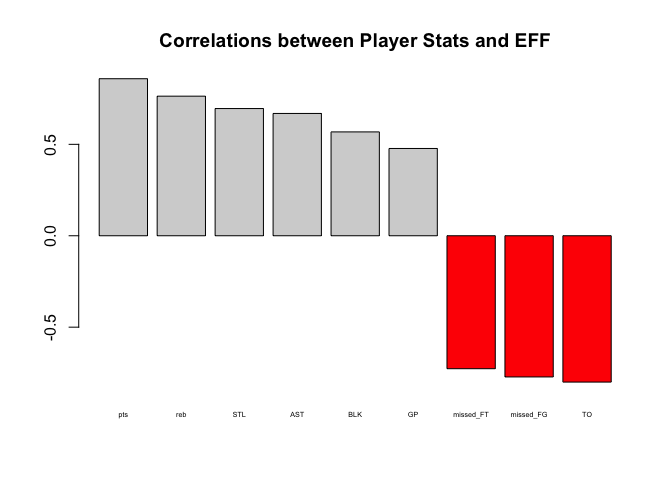 Correlations between Player Stats and EFF
0.5
0.0
-0.5
pts reb STL AST BLK GP missed_FT missed_FG TO